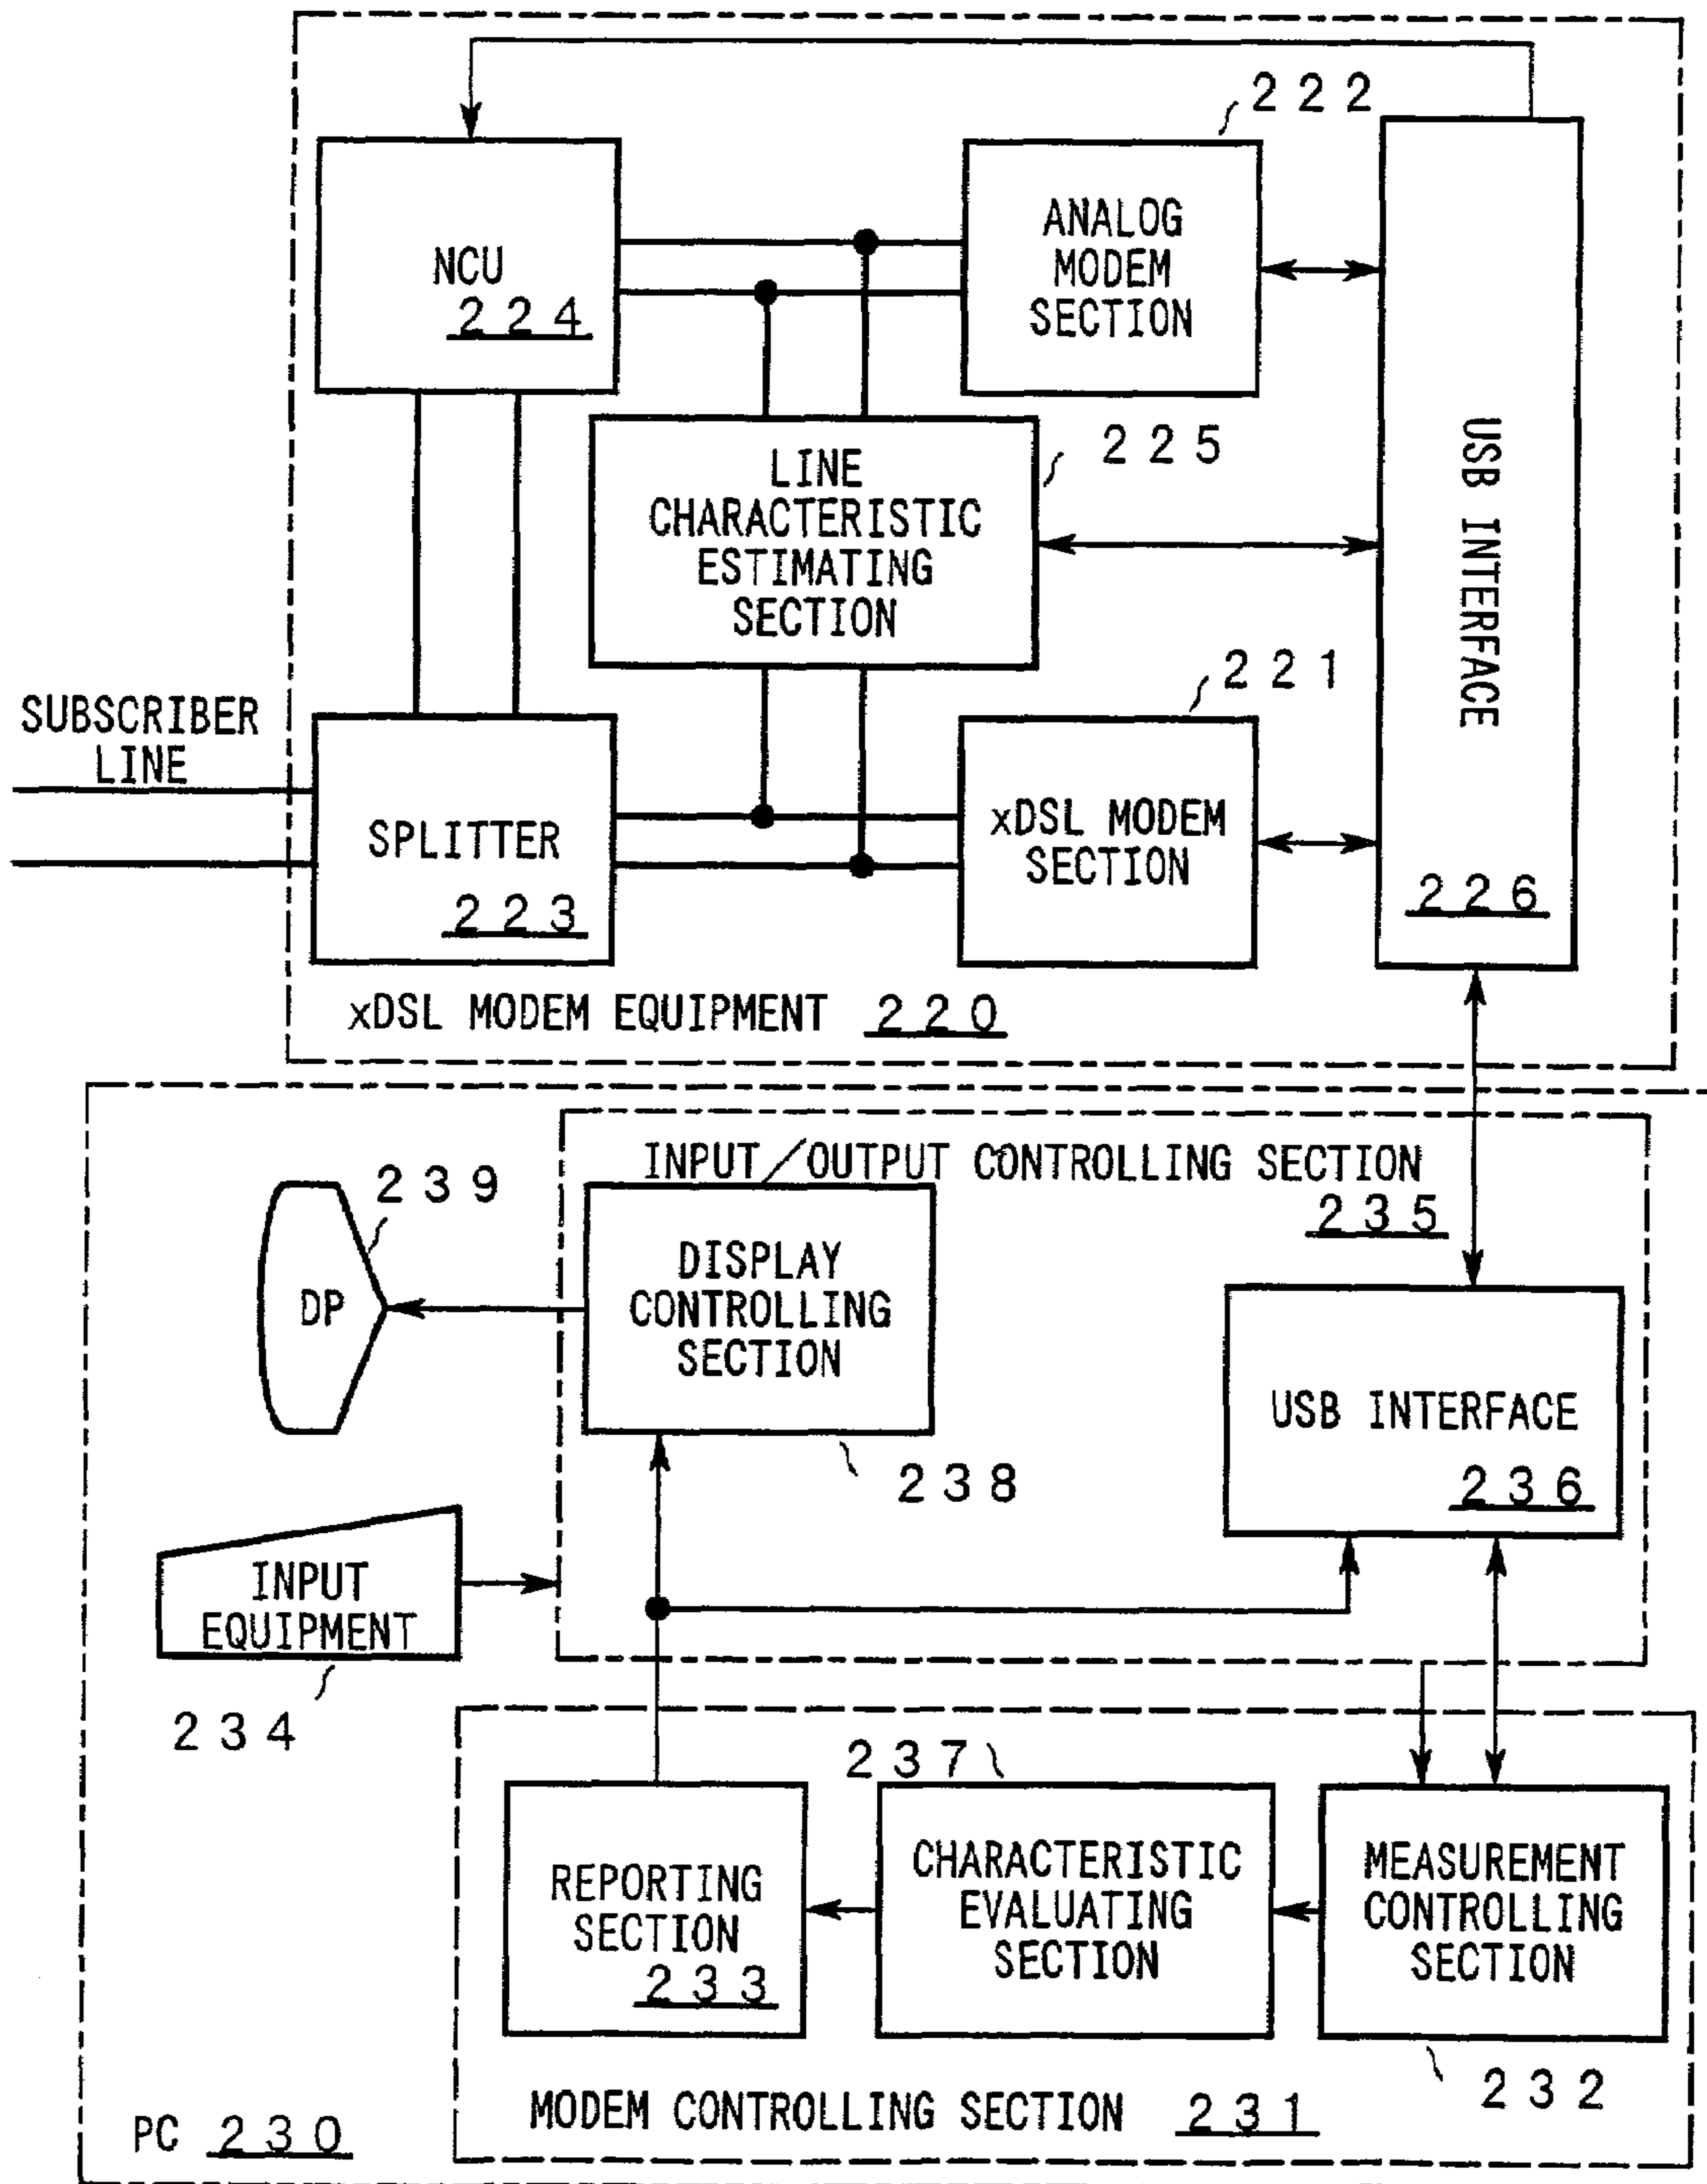 222
NCU
224
ANALOG
MODEM
SECTION
LINE
CHARACTERISTIC
ESTIMATING
SECTION
225
USB INTERFACE
226
SUBSCRIBER
LINE
SPLITTER
223
221
xDSL MODEM
SECTION
xDSL MODEM EQUIPMENT 220
INPUT/OUTPUT CONTROLLING SECTION
235
239
DP
DISPLAY
CONTROLLING
SECTION
238
USB INTERFACE
236
INPUT
EQUIPMENT
234
237
REPORTING
SECTION
233
CHARACTERISTIC
EVALUATING
SECTION
MEASUREMENT
CONTROLLING
SECTION
232
MODEM CONTROLLING SECTION 231
PC 230